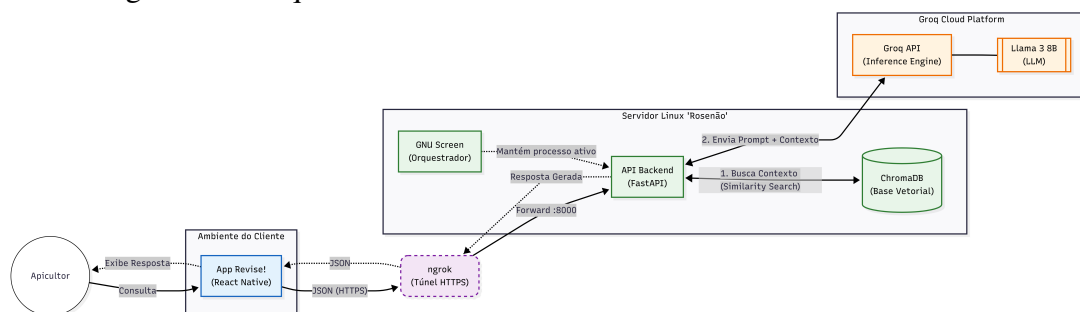 Groq Cloud Platform
Groq API
(Inference Engine)
Llama 3 8B
(LLM)
Servidor Linux 'Rosenão'
GNU Screen
(Orquestrador)
Mantém processo ativo
2. Envia Prompt + Contexto
API Backend
(FastAPI)
1. Busca Contexto
(Similarity Search)
ChromaDB
(Base Vetorial)
Resposta Gerada
Forward :8000
Ambiente do Cliente
Apicultor
Exibe Resposta
Consulta
App Revise!
(React Native)
JSON
JSON (HTTPS)
ngrok
(Túnel HTTPS)